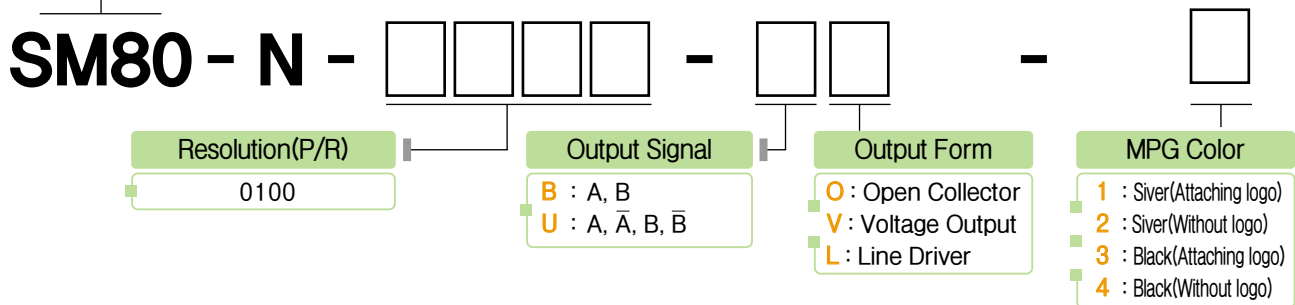 SM80 - N - - -
Resolution(P/R)
0100
Output Signal
B : A, B
U : A, A̅, B, B̅
Output Form
O : Open Collector
V : Voltage Output
L : Line Driver
MPG Color
1 : Siver(Attaching logo)
2 : Siver(Without logo)
3 : Black(Attaching logo)
4 : Black(Without logo)